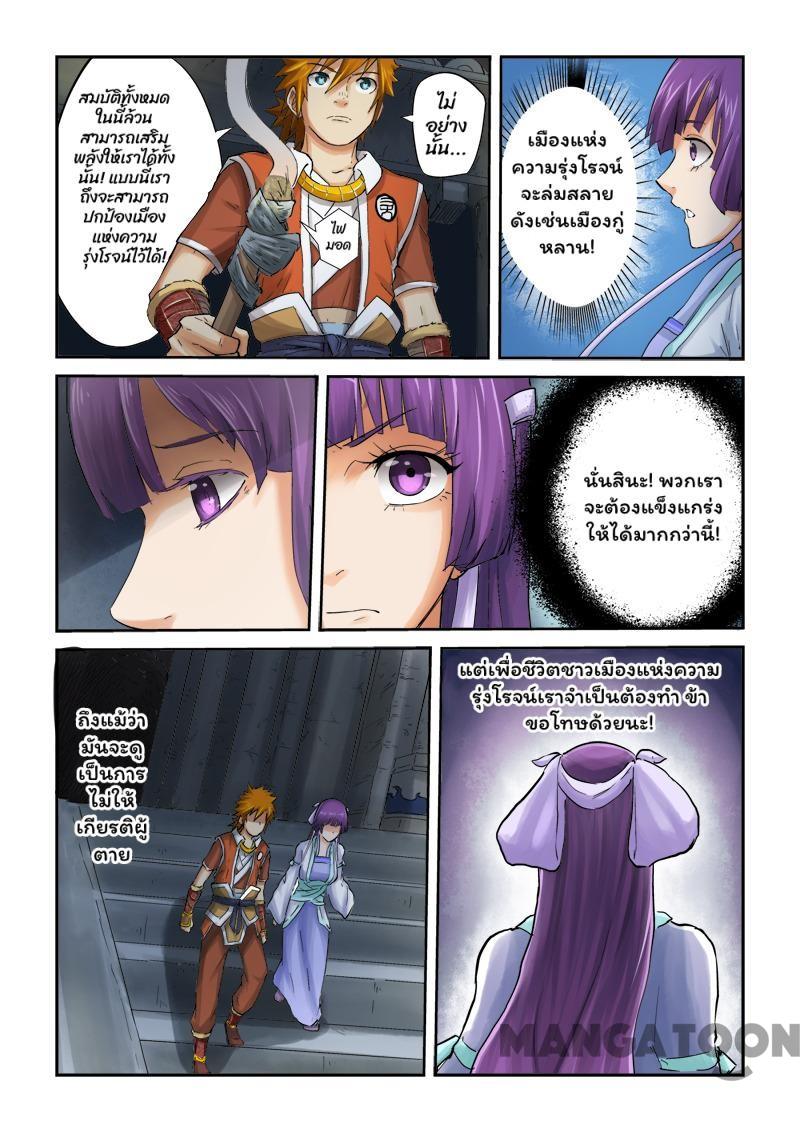 สมบัติทั้งหมด
ในนี้ล้วน
สามารถเสริม
พลังให้เราได้ทั้ง
นั้น! แบบนี้เรา
ถึงจะสามารถ
ปกป้องเมือง
แห่งความ
รุ่งโรจน์ไว้ได้!
ไม่
อย่าง
นั้น...
ไฟ
มอด
เมืองแห่ง
ความรุ่งโรจน์
จะล่มสลาย
ดังเช่นเมืองกู่
หลาน!
นั่นสินะ! พวกเรา
จะต้องแข็งแกร่ง
ให้ได้มากกว่านี้!
ถึงแม้ว่า
มันจะดู
เป็นการ
ไม่ให้
เกียรติผู้
ตาย
แต่เพื่อชีวิตชาวเมืองแห่งความ
รุ่งโรจน์เราจำเป็นต้องทำ ข้า
ขอโทษด้วยนะ!
MANGATOON